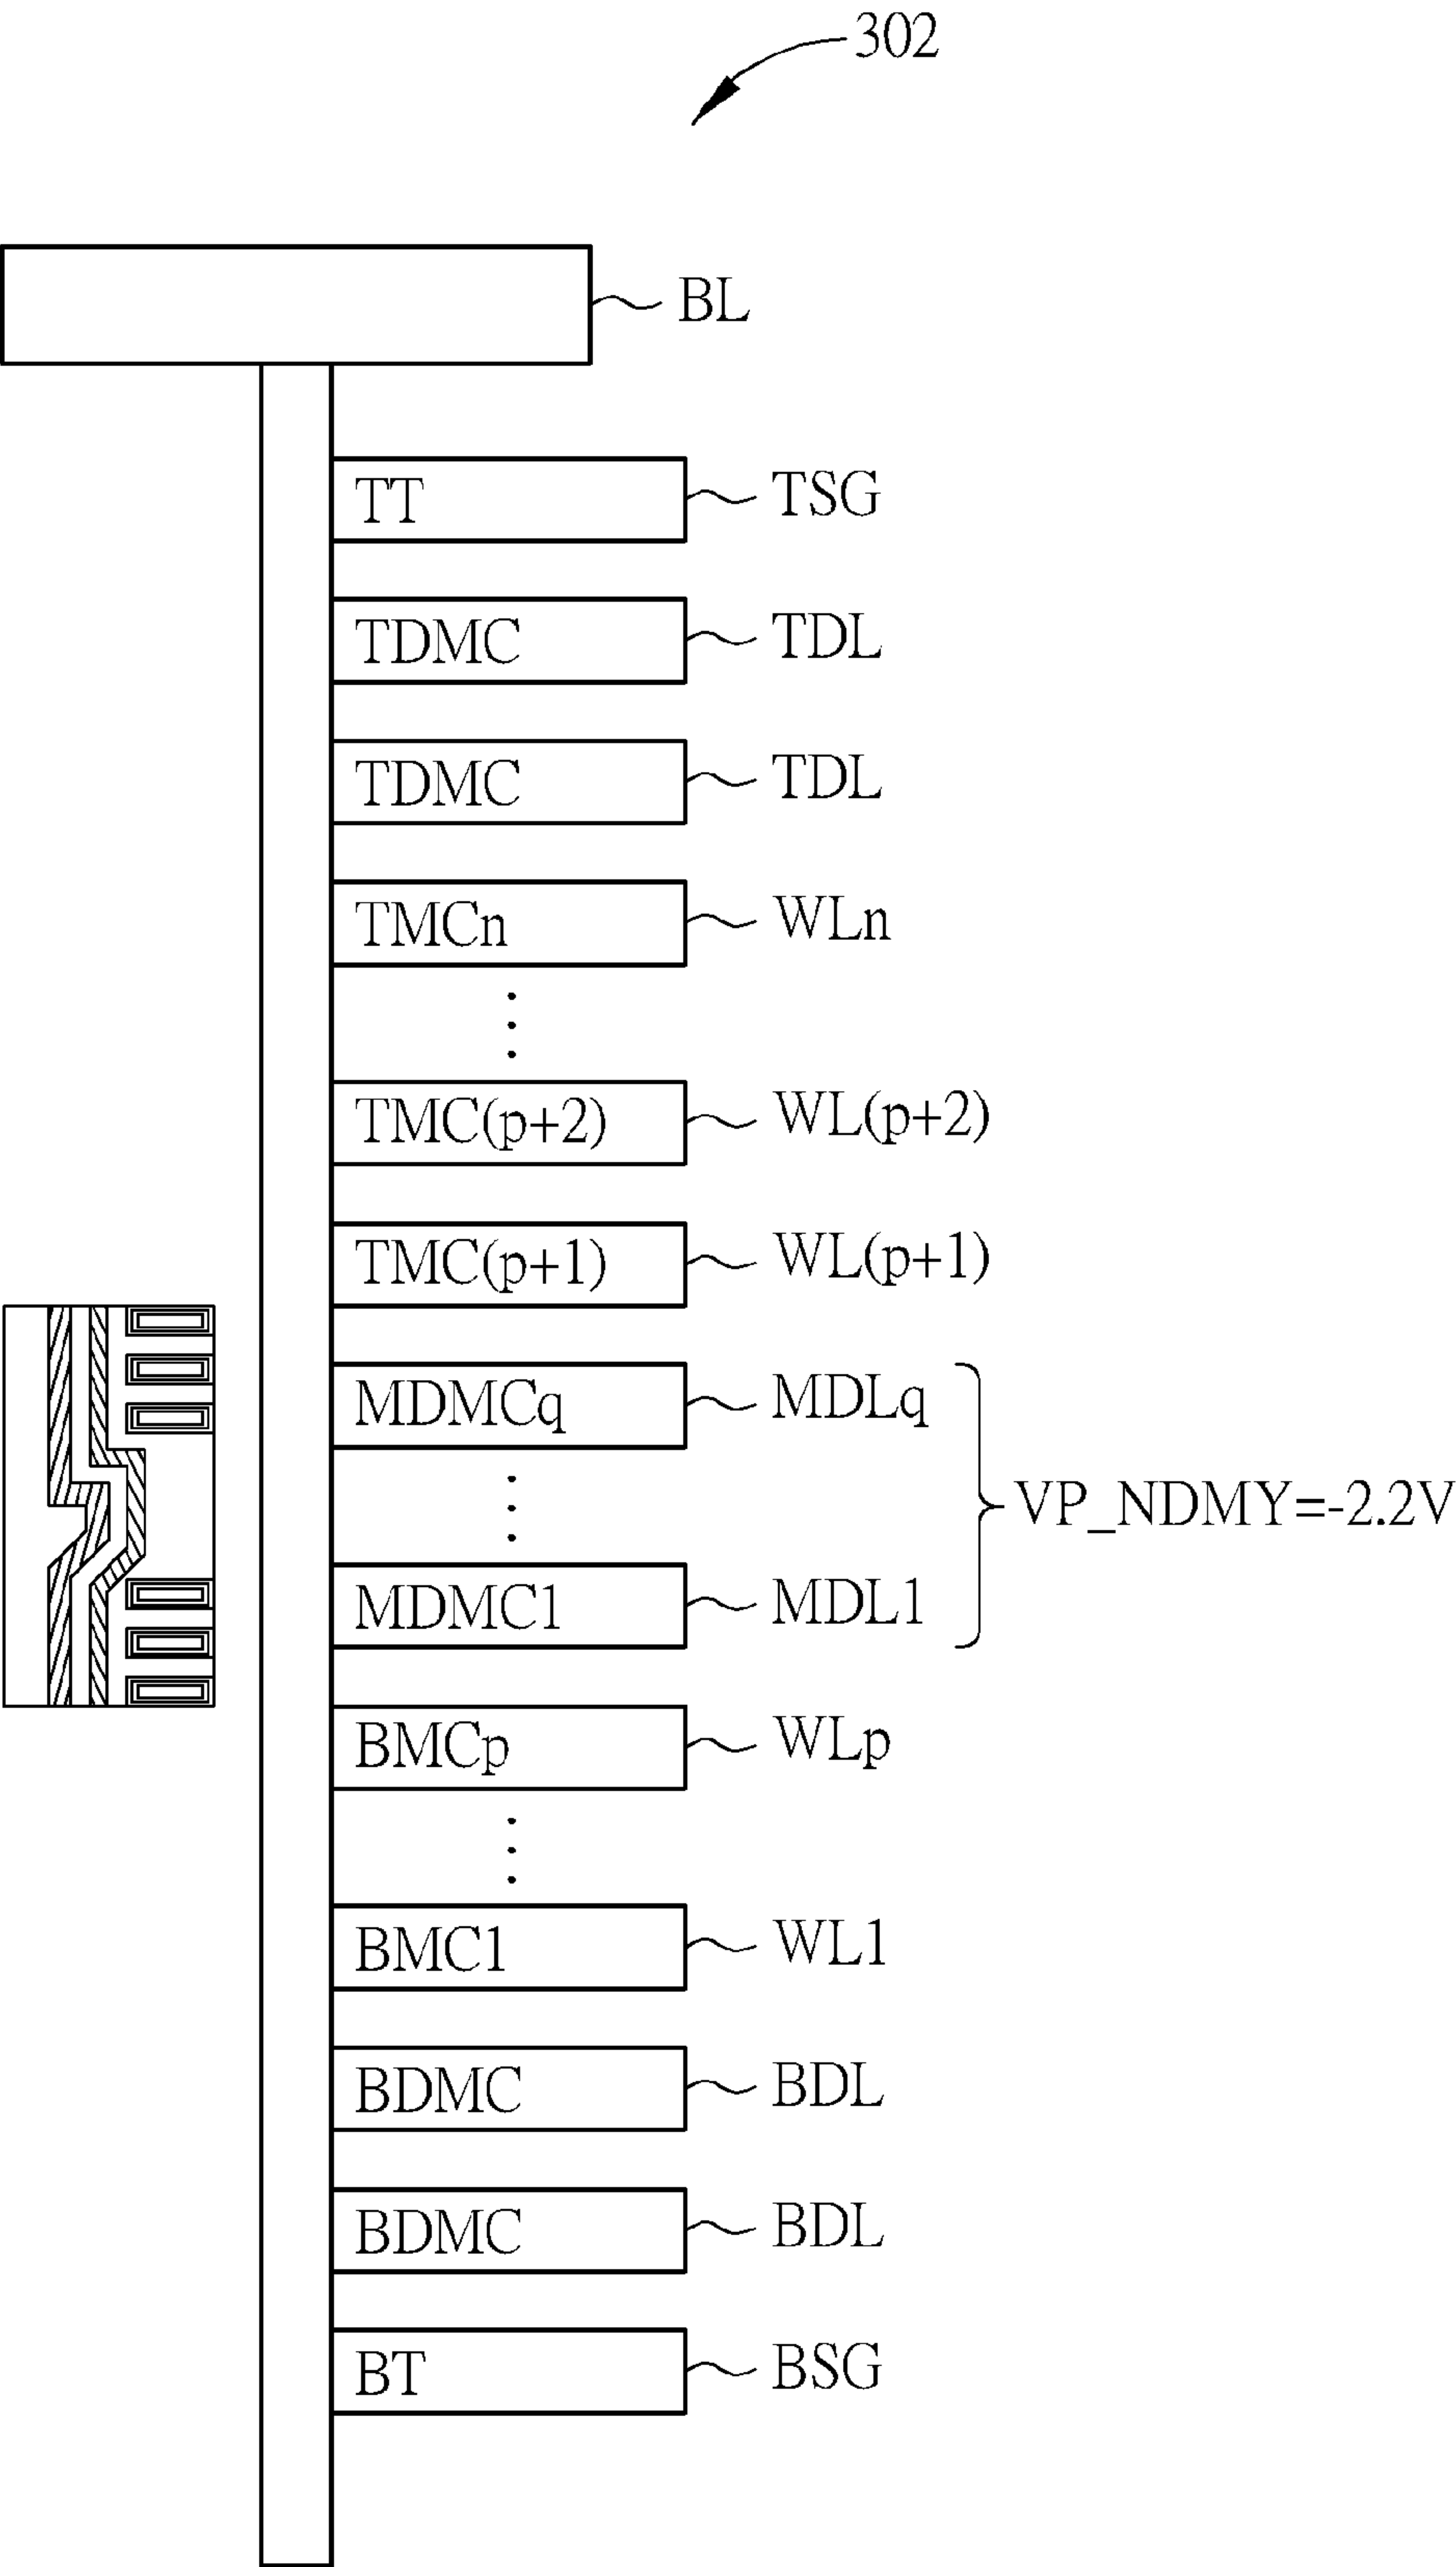 302
BL
TT TSG
TDMC TDL
TDMC TDL
TMCn WLn
TMC(p+2) WL(p+2)
TMC(p+1) WL(p+1)
MDMCq MDLq
VP_NDMY=-2.2V
MDMC1 MDL1
BMCp WLp
BMC1 WL1
BDMC BDL
BDMC BDL
BT BSG